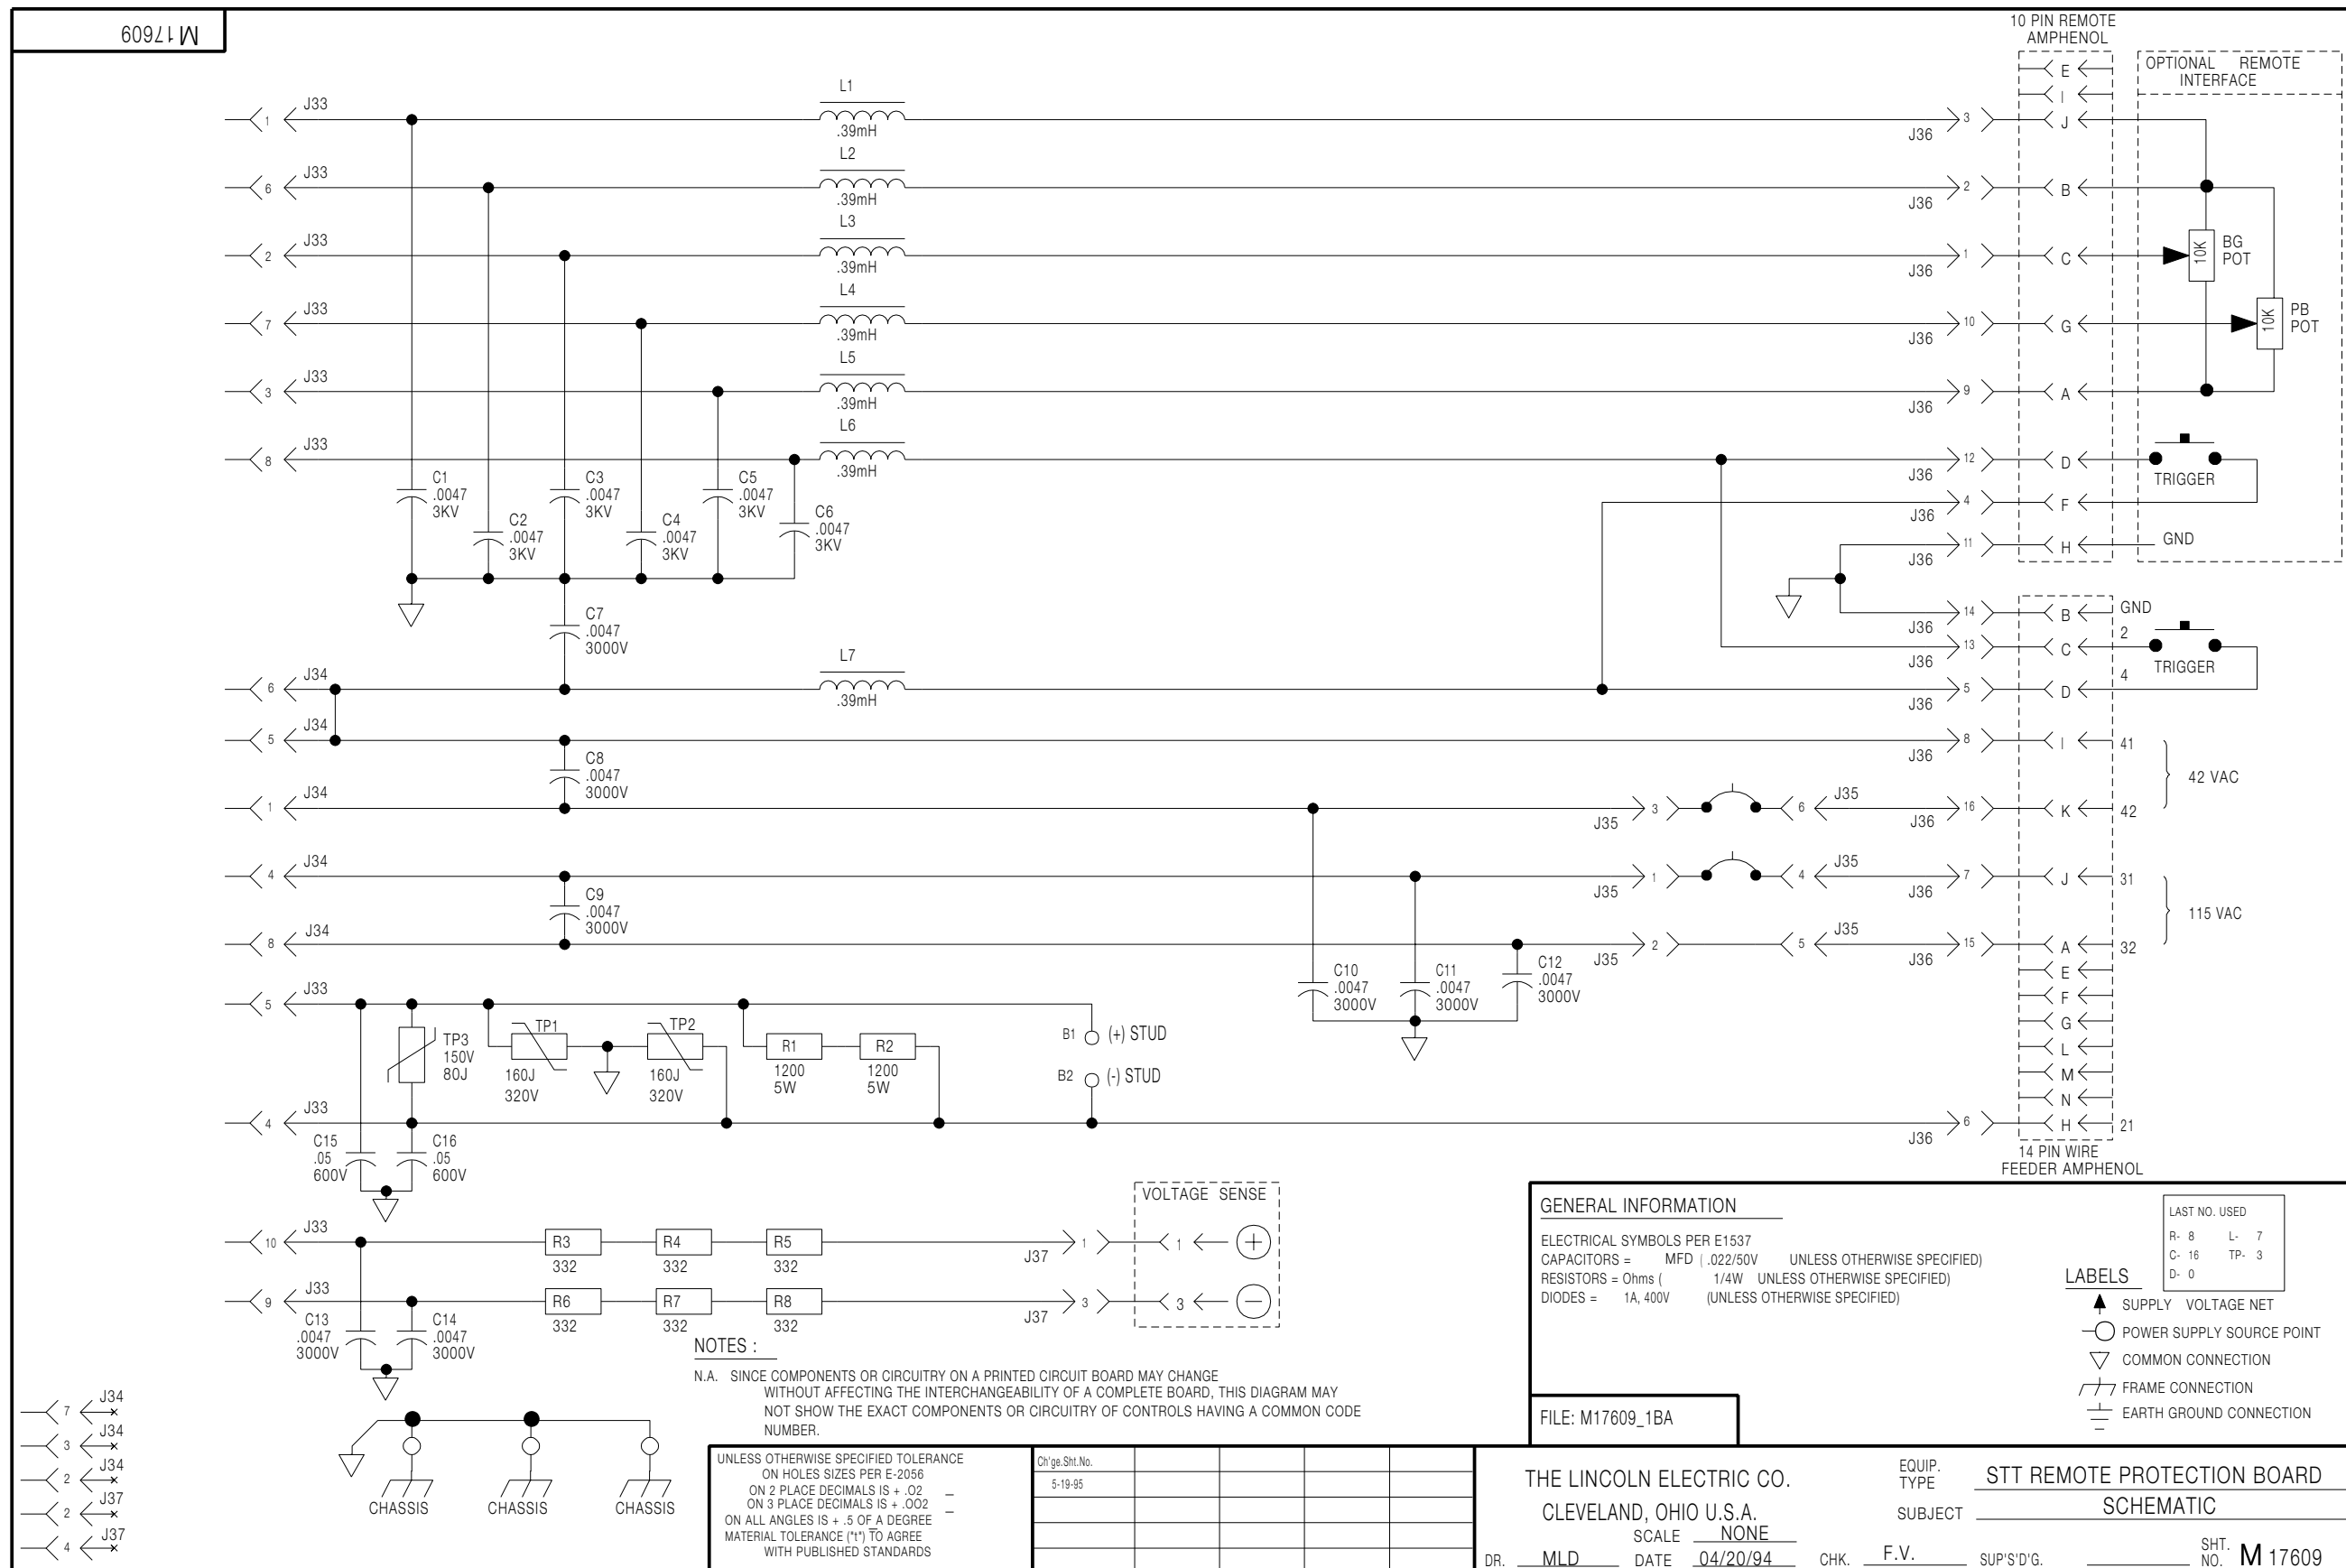 M17609
10 PIN REMOTE
AMPHENOL
OPTIONAL REMOTE
INTERFACE
E
I
1 J33
L1
.39mH
J36 3
J
6 J33
L2
.39mH
J36 2
B
2 J33
L3
.39mH
J36 1
C
10K
BG
POT
7 J33
L4
.39mH
J36 10
G
10K
PB
POT
3 J33
L5
.39mH
J36 9
A
8 J33
L6
.39mH
J36 12
D
TRIGGER
J36 4
F
J36 11
H
GND
C1
.0047
3KV
C2
.0047
3KV
C3
.0047
3KV
C4
.0047
3KV
C5
.0047
3KV
C6
.0047
3KV
C7
.0047
3000V
J36 14
B
GND
J36 13
C
2
TRIGGER
6 J34
L7
.39mH
J36 5
D
4
5 J34
J36 8
I
41
C8
.0047
3000V
42 VAC
1 J34
J35 3
6 J35
J36 16
K
42
4 J34
J35 1
4 J35
J36 7
J
31
C9
.0047
3000V
115 VAC
8 J34
J35 2
5 J35
J36 15
A
32
C10
.0047
3000V
C11
.0047
3000V
C12
.0047
3000V
E
F
G
L
M
N
5 J33
TP3
150V
80J
TP1
160J
320V
TP2
160J
320V
R1
1200
5W
R2
1200
5W
B1 (+) STUD
B2 (-) STUD
4 J33
J36 6
H
21
14 PIN WIRE
FEEDER AMPHENOL
C15
.05
600V
C16
.05
600V
VOLTAGE SENSE
10 J33
R3
332
R4
332
R5
332
J37 1
1 +
9 J33
R6
332
R7
332
R8
332
J37 3
3 −
C13
.0047
3000V
C14
.0047
3000V
NOTES :
N.A. SINCE COMPONENTS OR CIRCUITRY ON A PRINTED CIRCUIT BOARD MAY CHANGE
WITHOUT AFFECTING THE INTERCHANGEABILITY OF A COMPLETE BOARD, THIS DIAGRAM MAY
NOT SHOW THE EXACT COMPONENTS OR CIRCUITRY OF CONTROLS HAVING A COMMON CODE
NUMBER.
7 J34
3 J34
2 J34
2 J37
4 J37
CHASSIS
CHASSIS
CHASSIS
GENERAL INFORMATION
ELECTRICAL SYMBOLS PER E1537
CAPACITORS = MFD ( .022/50V UNLESS OTHERWISE SPECIFIED)
RESISTORS = Ohms ( 1/4W UNLESS OTHERWISE SPECIFIED)
DIODES = 1A, 400V (UNLESS OTHERWISE SPECIFIED)
LAST NO. USED
R- 8 L- 7
C- 16 TP- 3
D- 0
LABELS
SUPPLY VOLTAGE NET
POWER SUPPLY SOURCE POINT
COMMON CONNECTION
FRAME CONNECTION
EARTH GROUND CONNECTION
FILE: M17609_1BA
UNLESS OTHERWISE SPECIFIED TOLERANCE
ON HOLES SIZES PER E-2056
ON 2 PLACE DECIMALS IS + .O2
ON 3 PLACE DECIMALS IS + .OO2
ON ALL ANGLES IS + .5 OF A DEGREE
MATERIAL TOLERANCE ("t") TO AGREE
WITH PUBLISHED STANDARDS
Ch'ge.Sht.No.
5-19-95
THE LINCOLN ELECTRIC CO.
CLEVELAND, OHIO U.S.A.
SCALE NONE
DR. MLD DATE 04/20/94 CHK. F.V. SUP'S'D'G.
EQUIP.
TYPE STT REMOTE PROTECTION BOARD
SUBJECT SCHEMATIC
SHT.
NO. M 17609